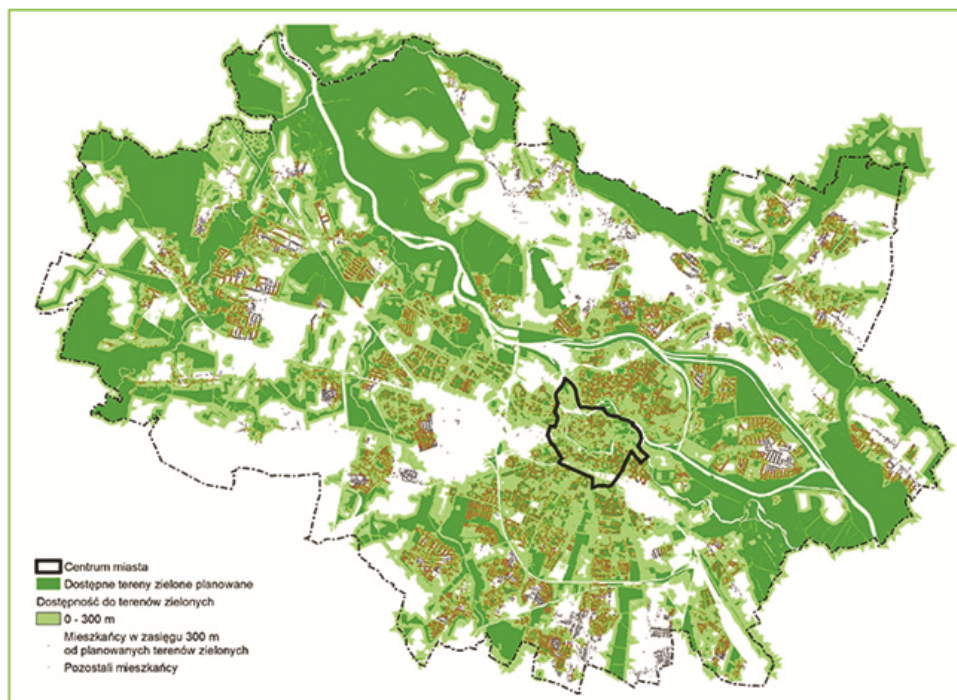 Centrum miasta
Dostępne tereny zielone planowane
Dostępność do terenów zielonych
0 - 300 m
Mieszkańcy w zasięgu 300 m
od planowanych terenów zielonych
Pozostali mieszkańcy